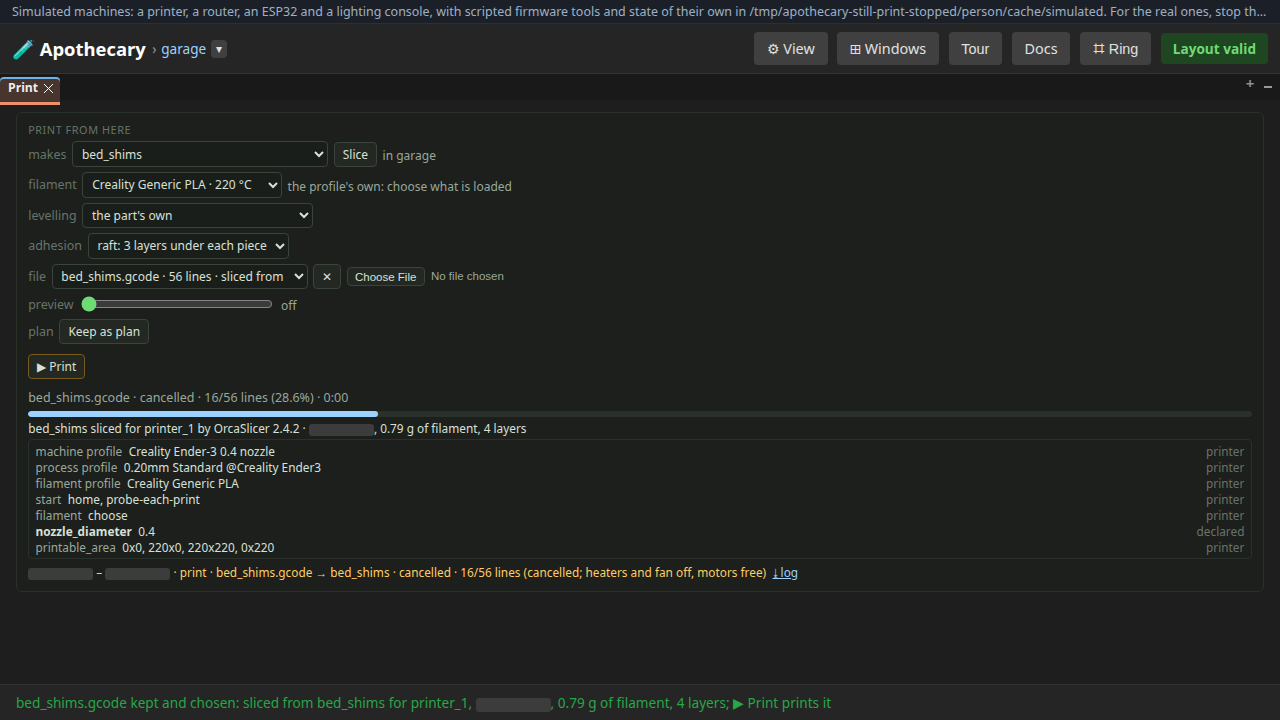 Simulated machines: a printer, a router, an ESP32 and a lighting console, with scripted firmware tools and state of their own in /tmp/apothecary-still-print-stopped/person/cache/simulated. For the real ones, stop th…
Apothecary › garage ▾
⚙ View
⊞ Windows
Tour
Docs
Ring
Layout valid
Print
PRINT FROM HERE
makes bed_shims Slice in garage
filament Creality Generic PLA · 220 °C the profile's own: choose what is loaded
levelling the part's own
adhesion raft: 3 layers under each piece
file bed_shims.gcode · 56 lines · sliced from ✕ Choose File No file chosen
preview off
plan Keep as plan
▶ Print
bed_shims.gcode · cancelled · 16/56 lines (28.6%) · 0:00
bed_shims sliced for printer_1 by OrcaSlicer 2.4.2 · , 0.79 g of filament, 4 layers
machine profile Creality Ender-3 0.4 nozzle printer
process profile 0.20mm Standard @Creality Ender3 printer
filament profile Creality Generic PLA printer
start home, probe-each-print printer
filament choose printer
nozzle_diameter 0.4 declared
printable_area 0x0, 220x0, 220x220, 0x220 printer
– · print · bed_shims.gcode → bed_shims · cancelled · 16/56 lines (cancelled; heaters and fan off, motors free) ↓log
bed_shims.gcode kept and chosen: sliced from bed_shims for printer_1, , 0.79 g of filament, 4 layers; ▶ Print prints it